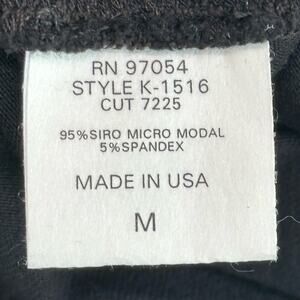 RN 97054
STYLE K-1516
CUT 7225
95%SIRO MICRO MODAL
5%SPANDEX
MADE IN USA
M